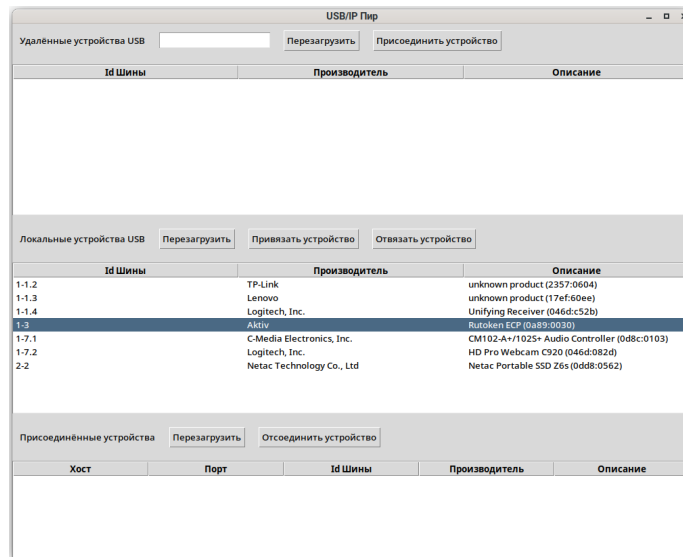 USB/IP Пир
Удалённые устройства USB Перезагрузить Присоединить устройство
Id Шины Производитель Описание
Локальные устройства USB Перезагрузить Привязать устройство Отвязать устройство
Id Шины Производитель Описание
1-1.2 TP-Link unknown product (2357:0604)
1-1.3 Lenovo unknown product (17ef:60ee)
1-1.4 Logitech, Inc. Unifying Receiver (046d:c52b)
1-3 Aktiv Rutoken ECP (0a89:0030)
1-7.1 C-Media Electronics, Inc. CM102-A+/102S+ Audio Controller (0d8c:0103)
1-7.2 Logitech, Inc. HD Pro Webcam C920 (046d:082d)
2-2 Netac Technology Co., Ltd Netac Portable SSD Z6s (0dd8:0562)
Присоединённые устройства Перезагрузить Отсоединить устройство
Хост Порт Id Шины Производитель Описание